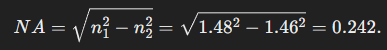 NA = √(n₁² − n₂²) = √(1.48² − 1.46²) = 0.242.